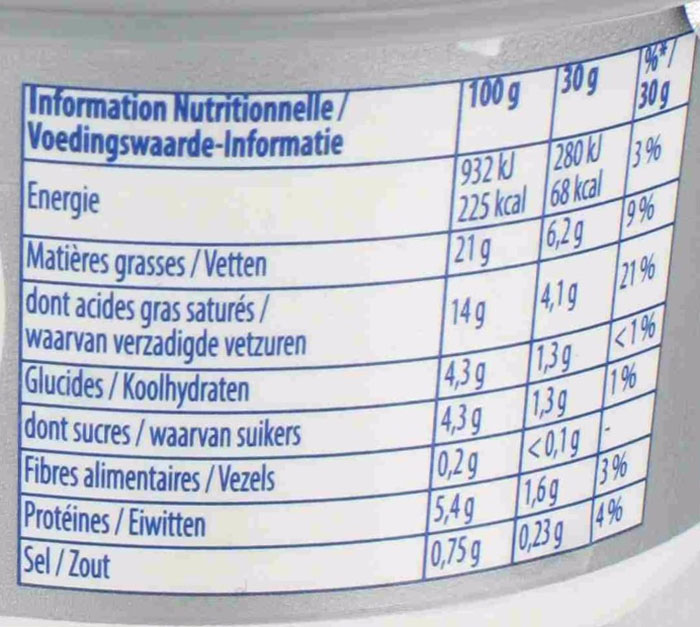 Information Nutritionnelle / 100 g 30 g %*/
Voedingswaarde-Informatie 30 g
Energie 932 kJ 280 kJ 3 %
225 kcal 68 kcal
Matières grasses / Vetten 21 g 6,2 g 9 %
dont acides gras saturés / 14 g 4,1 g 21 %
waarvan verzadigde vetzuren
Glucides / Koolhydraten 4,3 g 1,3 g <1%
dont sucres / waarvan suikers 4,3 g 1,3 g 1 %
Fibres alimentaires / Vezels 0,2 g <0,1 g -
Protéines / Eiwitten 5,4 g 1,6 g 3 %
Sel / Zout 0,75 g 0,23 g 4 %